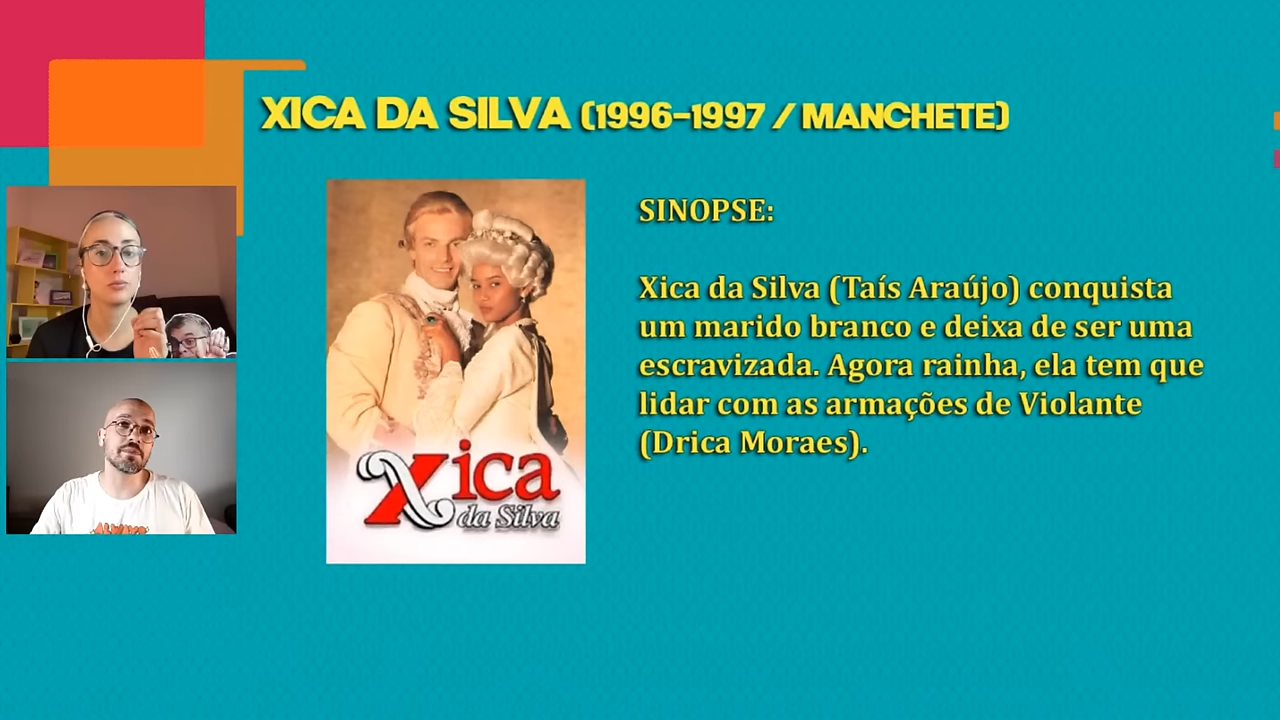 XICA DA SILVA (1996-1997 / MANCHETE)
SINOPSE:
Xica da Silva (Taís Araújo) conquista
um marido branco e deixa de ser uma
escravizada. Agora rainha, ela tem que
lidar com as armações de Violante
(Drica Moraes).
Xica
da Silva
ALWAYS